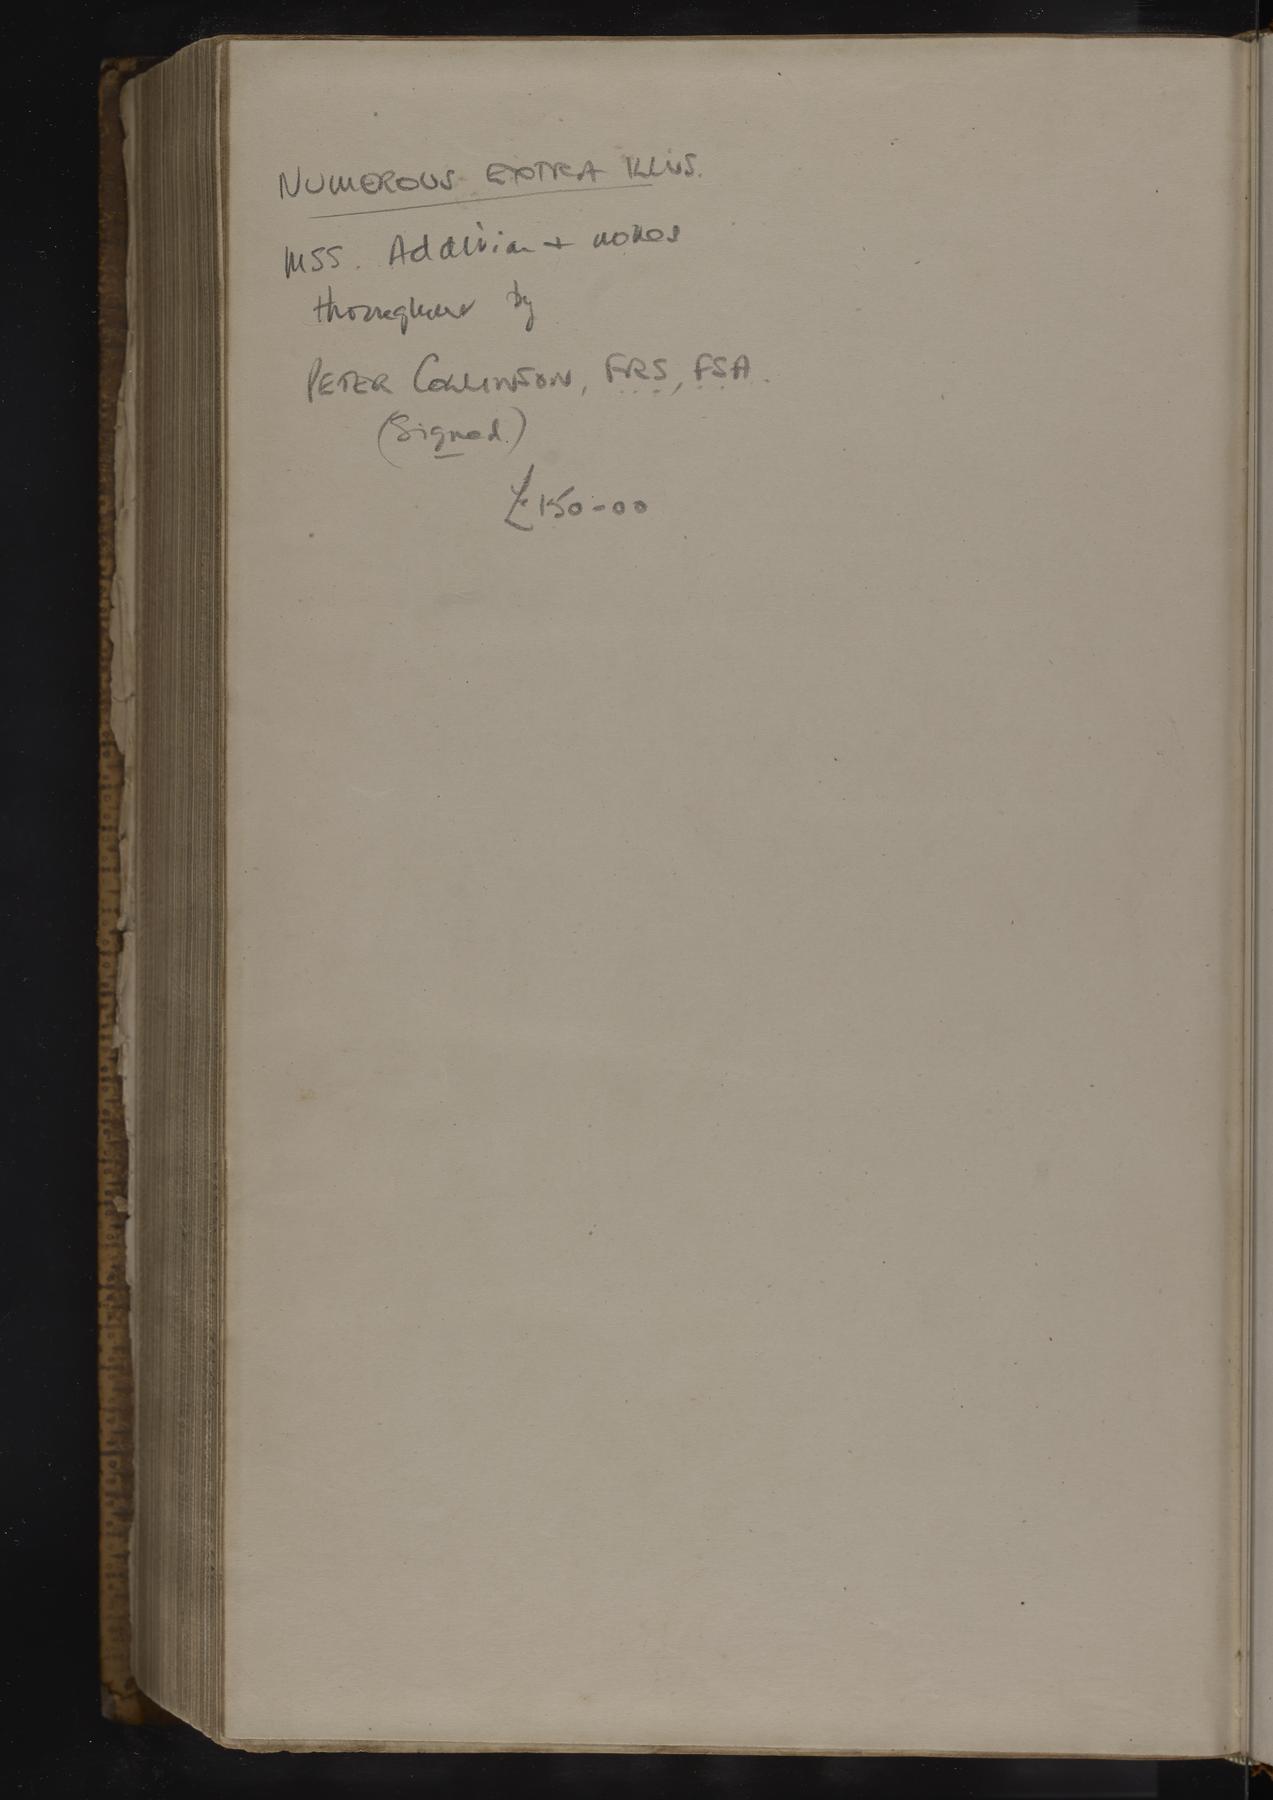 NUMEROUS EXTRA ILLUS.
MSS. Addition + notes
throughout by
PETER COLLINSON, FRS, FSA.
(Signed.)
£150-00